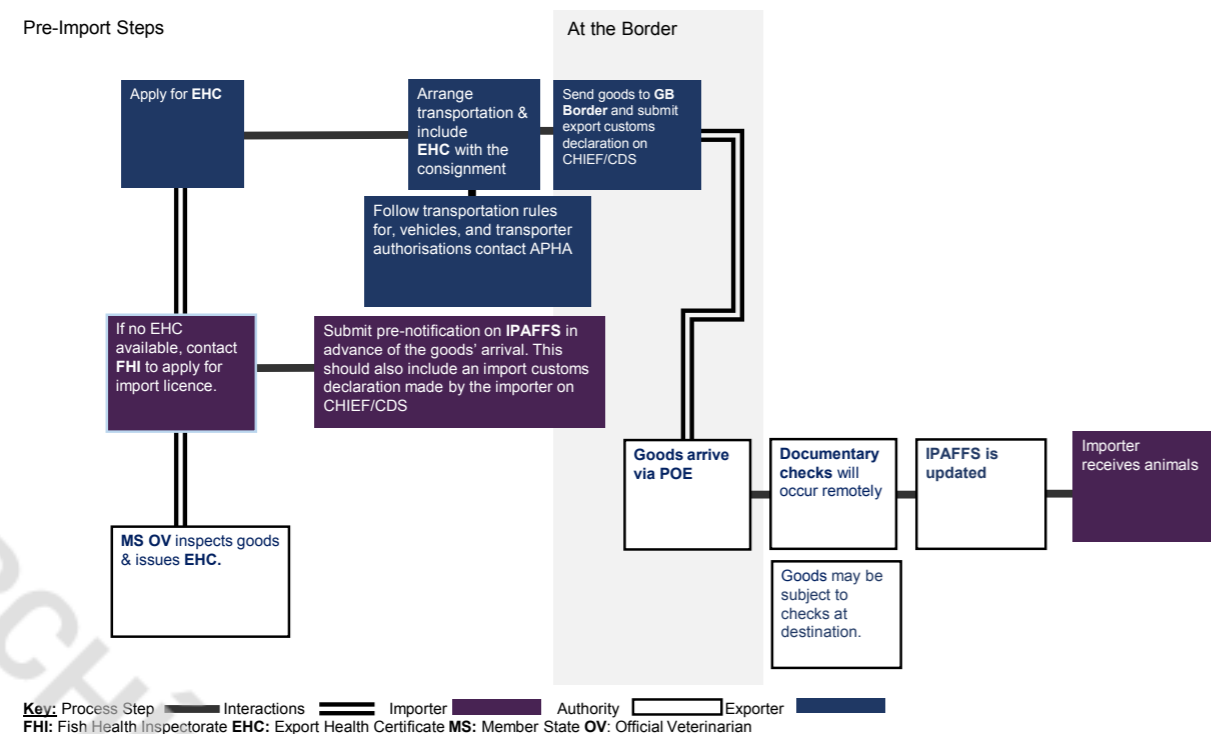 Pre-Import Steps
At the Border
Apply for EHC
Arrange
transportation &
include
EHC with the
consignment
Send goods to GB
Border and submit
export customs
declaration on
CHIEF/CDS
Follow transportation rules
for, vehicles, and transporter
authorisations contact APHA
If no EHC
available, contact
FHI to apply for
import licence.
Submit pre-notification on IPAFFS in
advance of the goods' arrival. This
should also include an import customs
declaration made by the importer on
CHIEF/CDS
Goods arrive
via POE
Documentary
checks will
occur remotely
IPAFFS is
updated
Importer
receives animals
MS OV inspects goods
& issues EHC.
Goods may be
subject to
checks at
destination.
Key: Process Step Interactions Importer Authority Exporter
FHI: Fish Health Inspectorate EHC: Export Health Certificate MS: Member State OV: Official Veterinarian